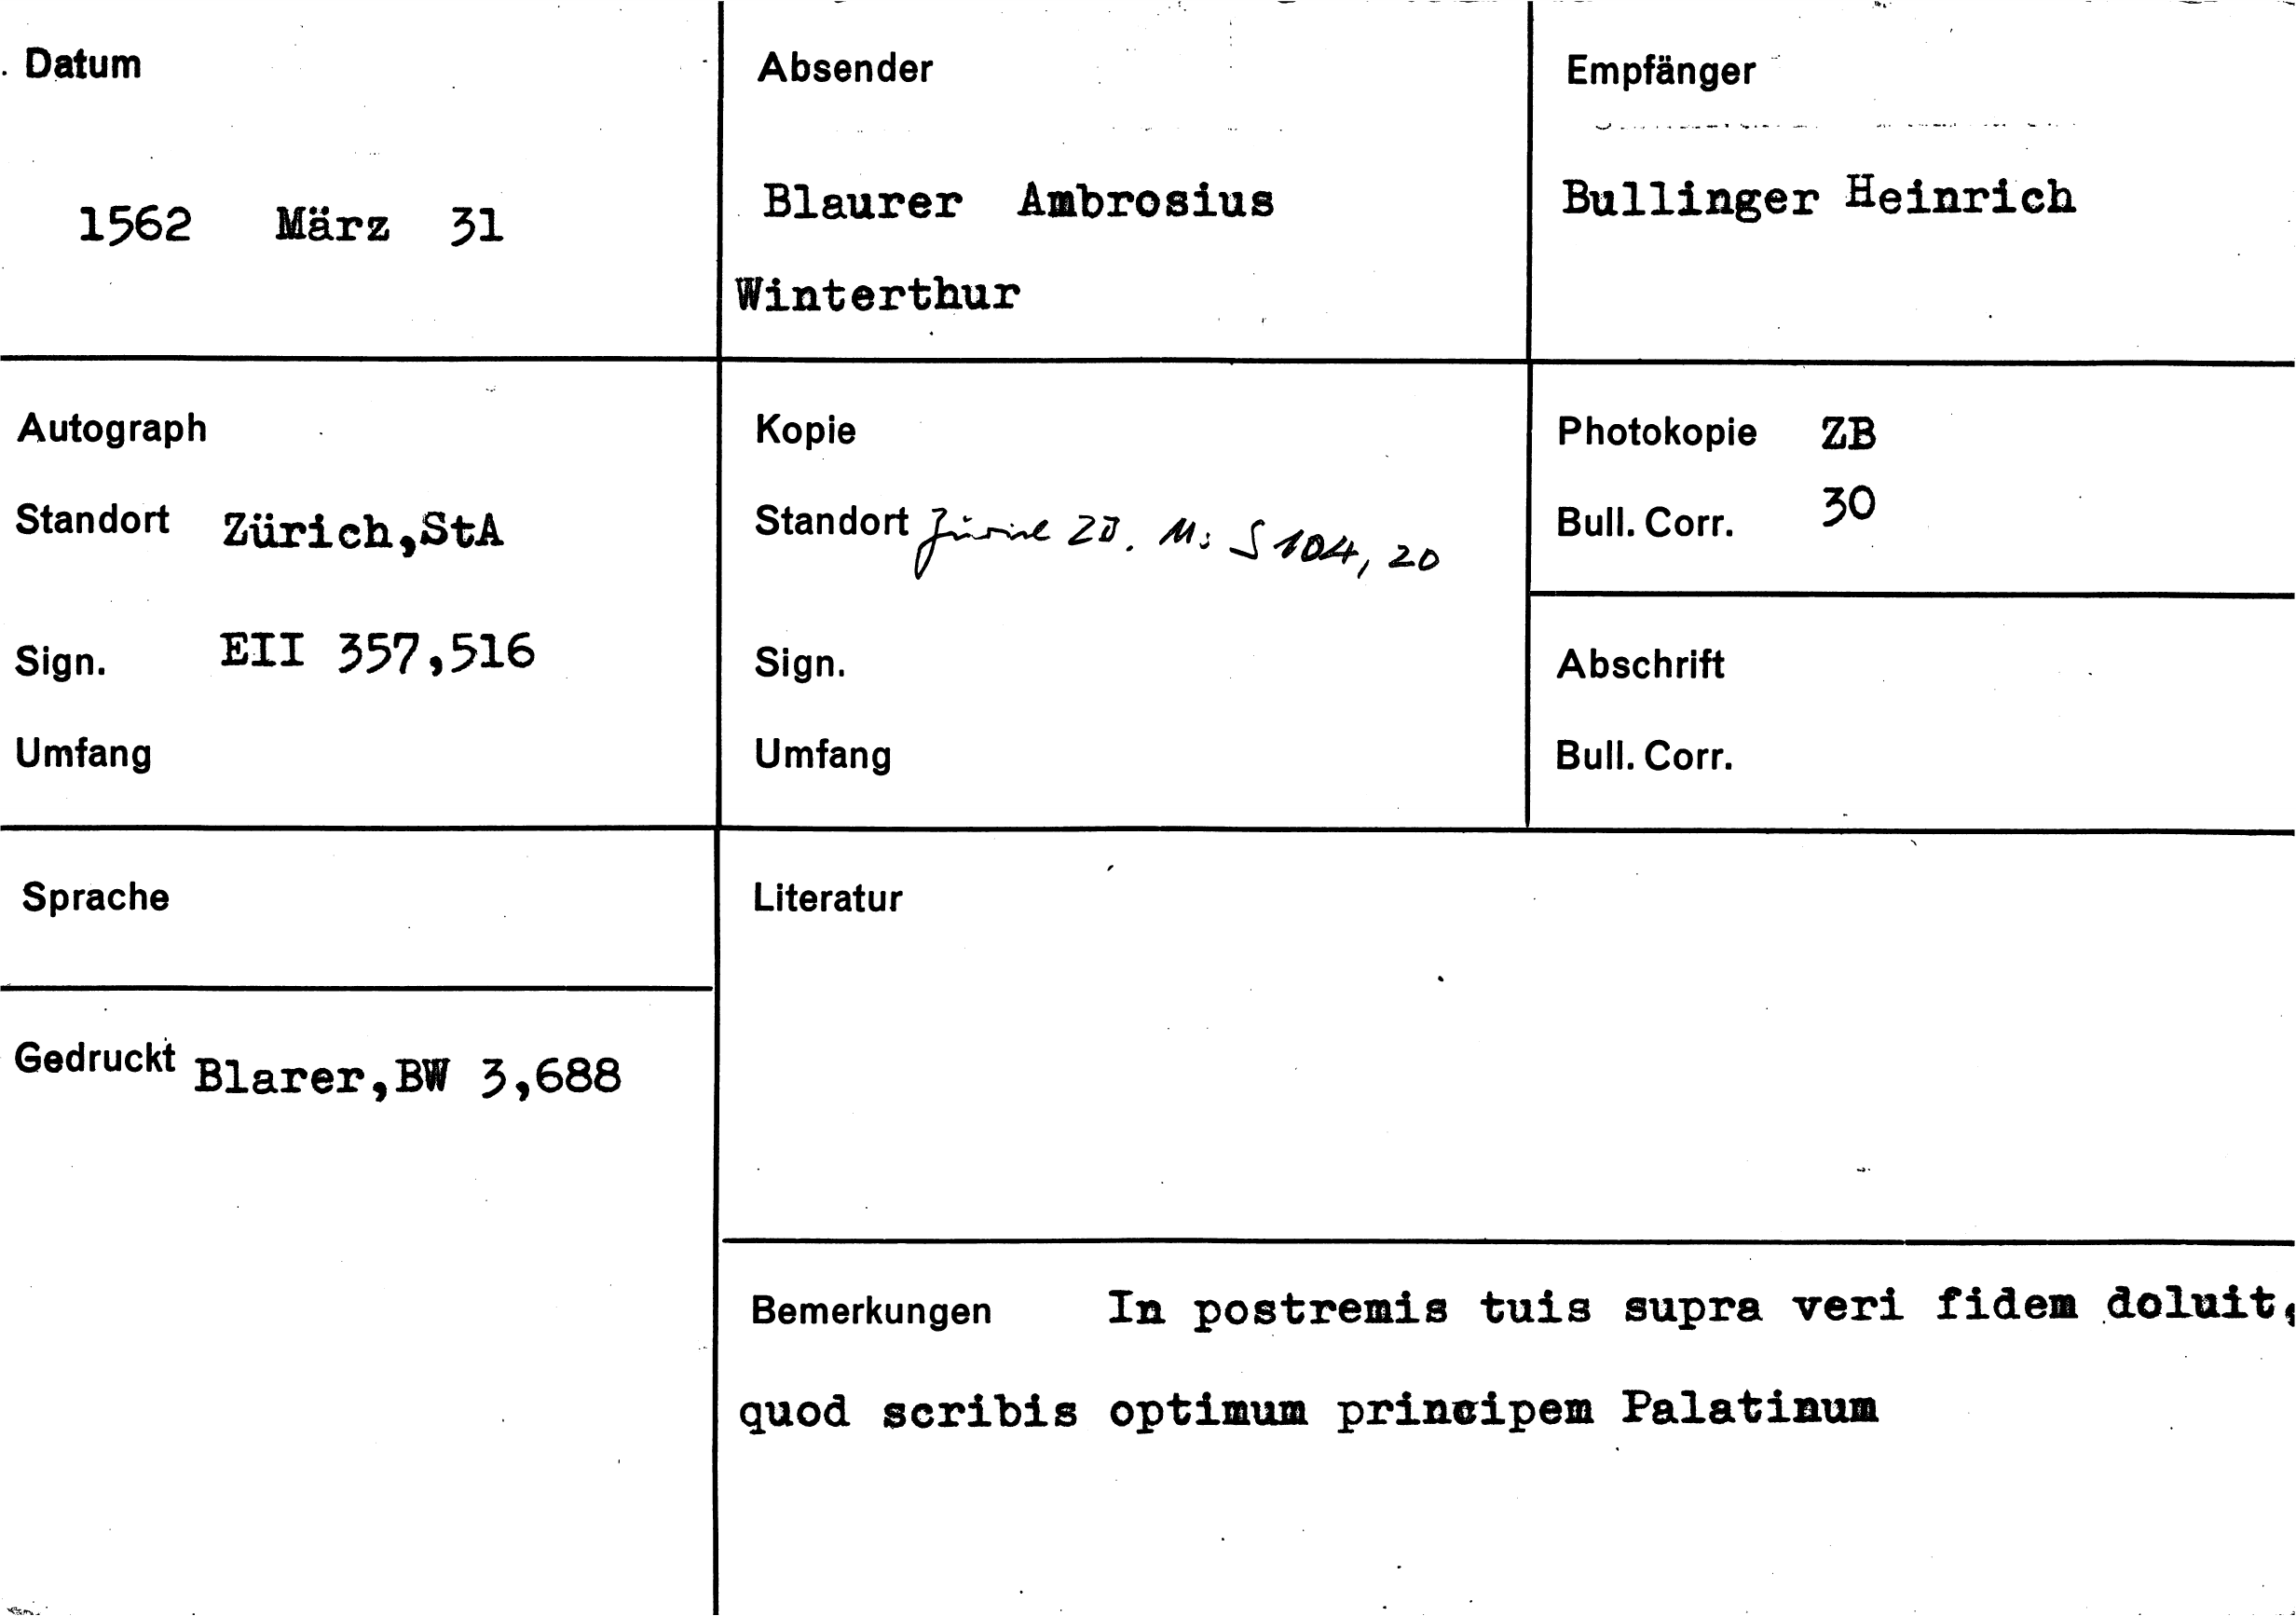 Datum
1562 März 31
Absender
Blaurer Ambrosius
Winterthur
Empfänger
Bullinger Heinrich
Autograph
Standort Zürich,StA
Sign. EII 357,516
Umfang
Kopie
Standort Zürich ZB. Ms S 104, 20
Sign.
Umfang
Photokopie ZB
Bull. Corr. 30
Abschrift
Bull. Corr.
Sprache
Gedruckt Blarer,BW 3,688
Literatur
Bemerkungen In postremis tuis supra veri fidem doluit,
quod scribis optimum principem Palatinum